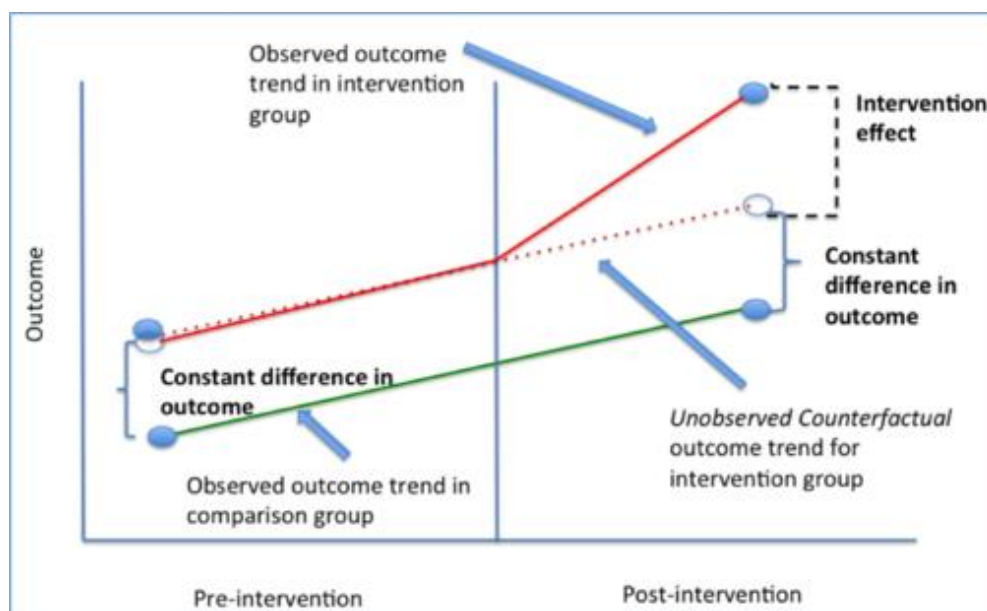 Observed outcome
trend in intervention
group
Intervention
effect
Outcome
Constant difference in
outcome
Constant
difference in
outcome
Unobserved Counterfactual
outcome trend for
intervention group
Observed outcome trend in
comparison group
Pre-intervention
Post-intervention